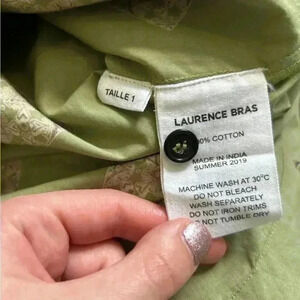 TAILLE 1
LAURENCE BRAS
0% COTTON
MADE IN INDIA
SUMMER 2019
MACHINE WASH AT 30°C
DO NOT BLEACH
WASH SEPARATELY
DO NOT IRON TRIMS
DO NOT TUMBLE DRY